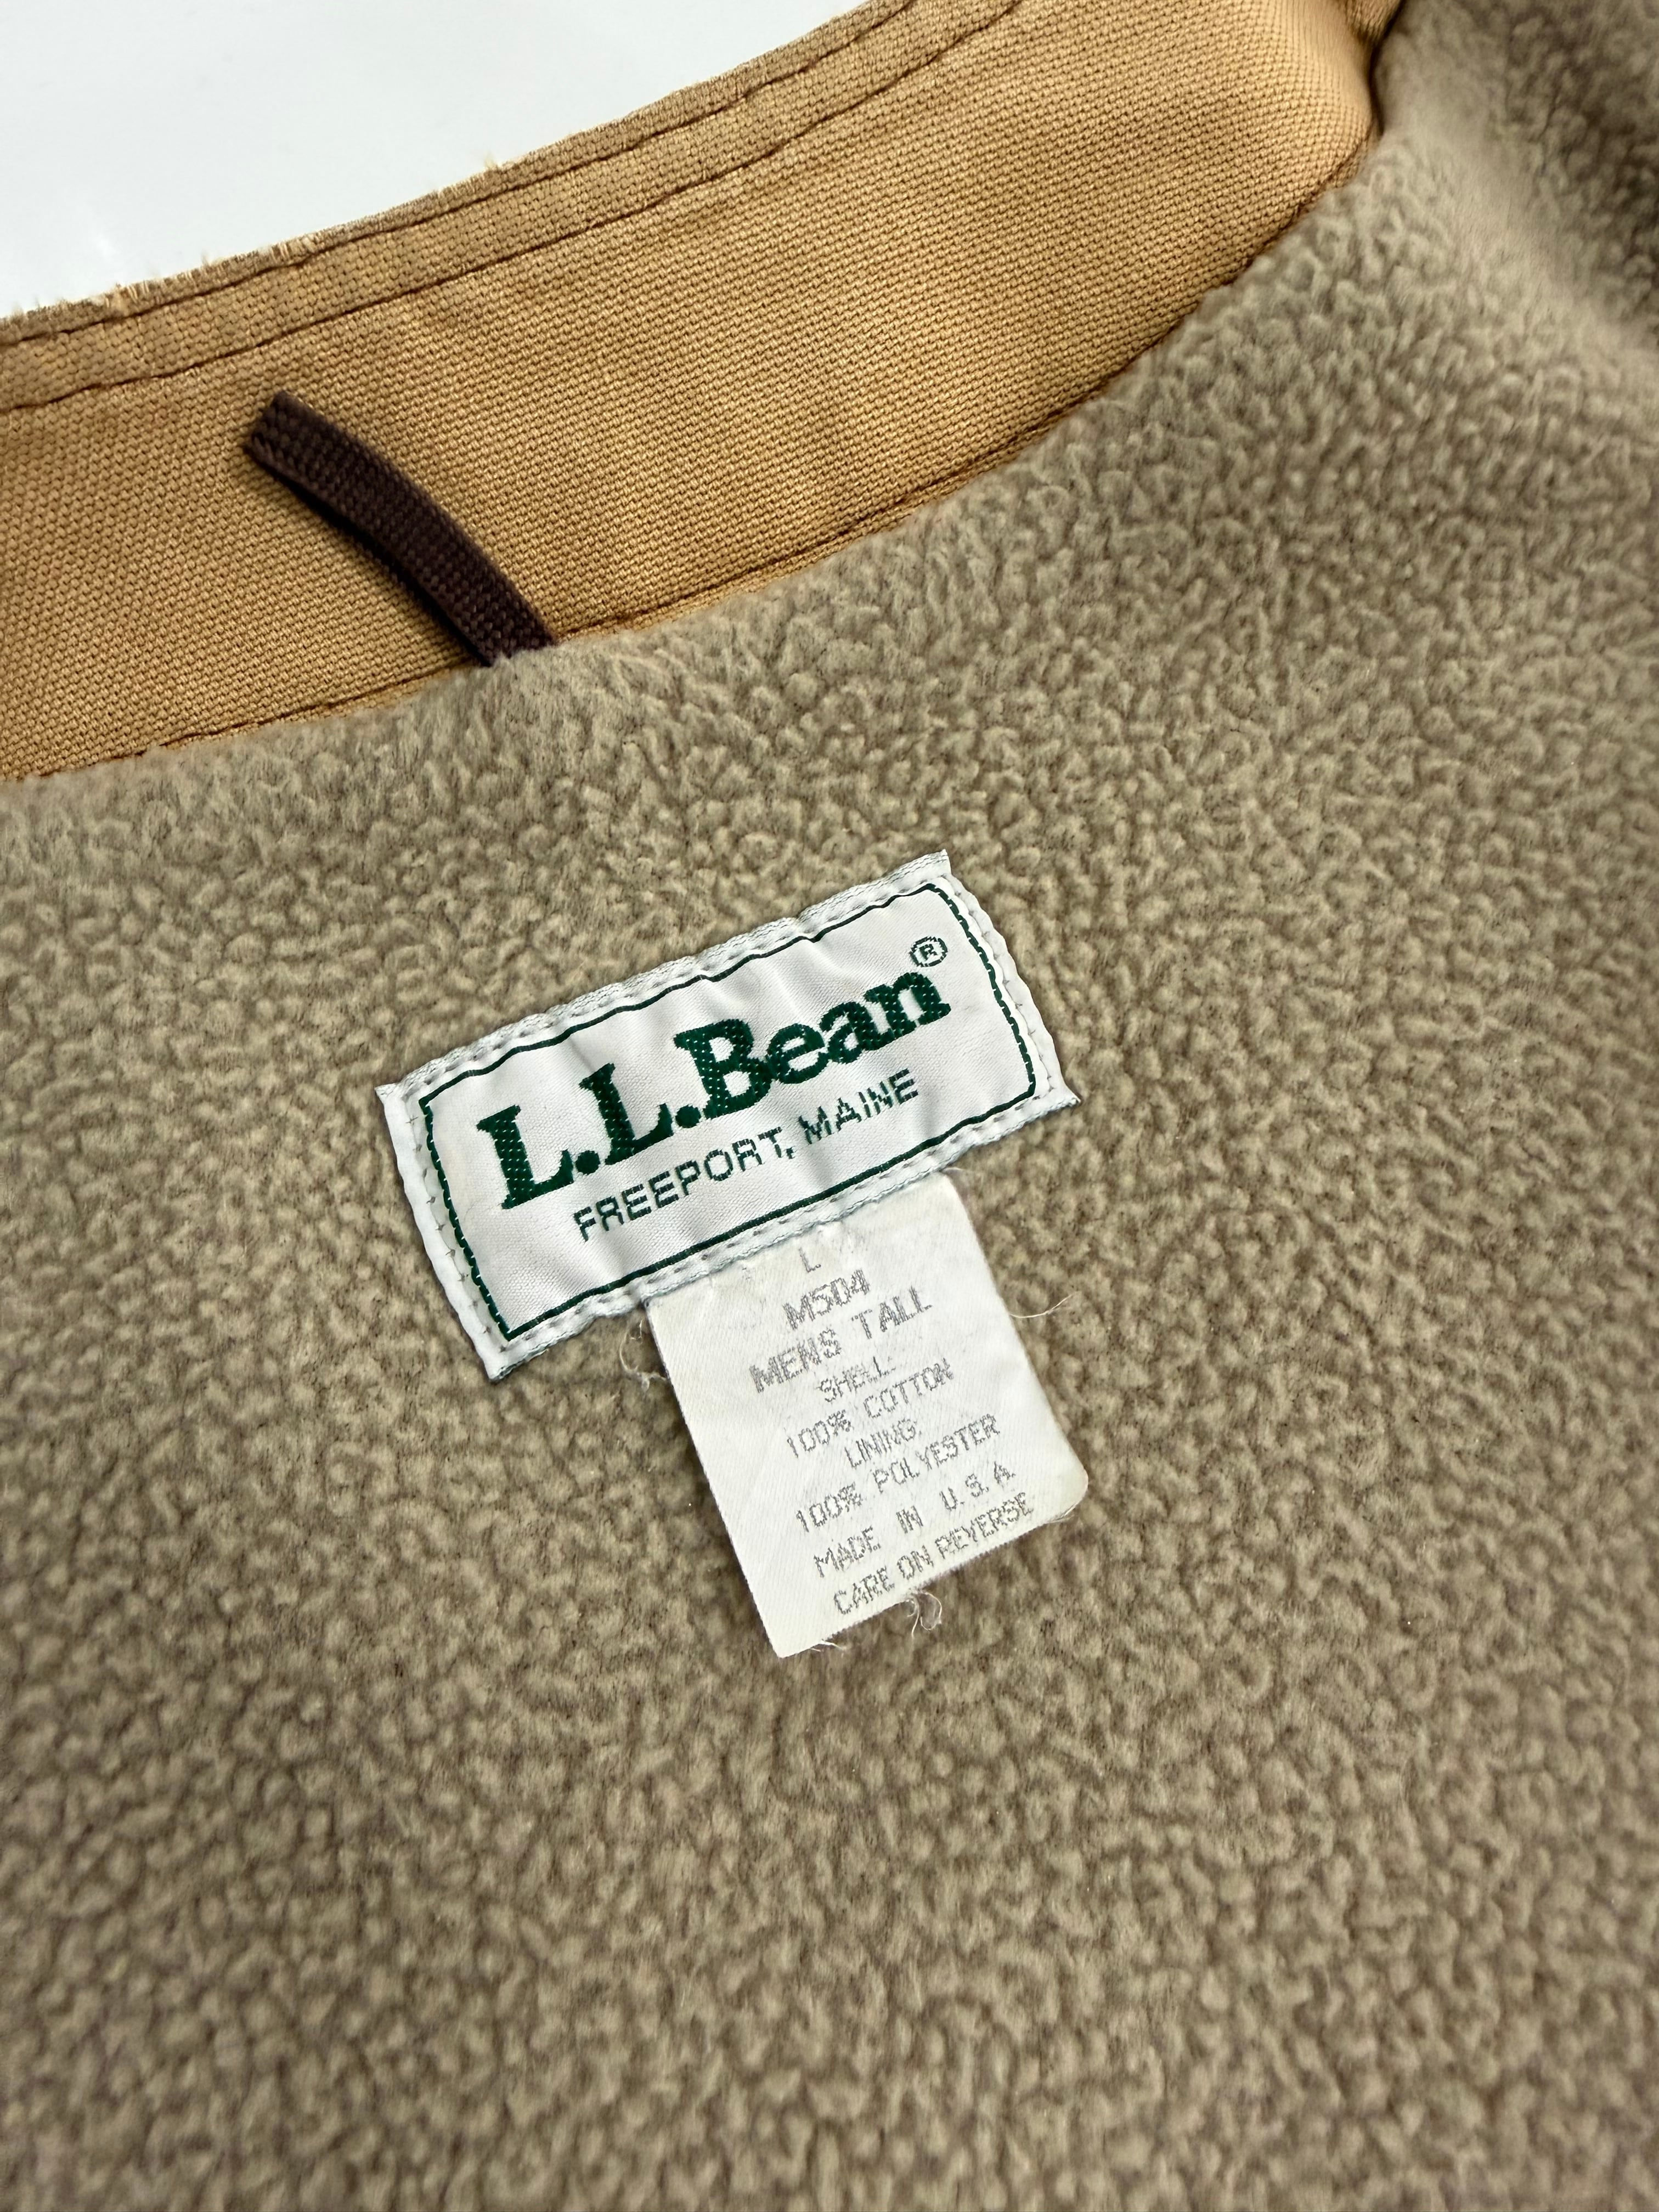 L.L.Bean®
FREEPORT, MAINE
L
M504
MENS TALL
SHELL:
100% COTTON
LINING:
100% POLYESTER
MADE IN U.S.A.
CARE ON REVERSE